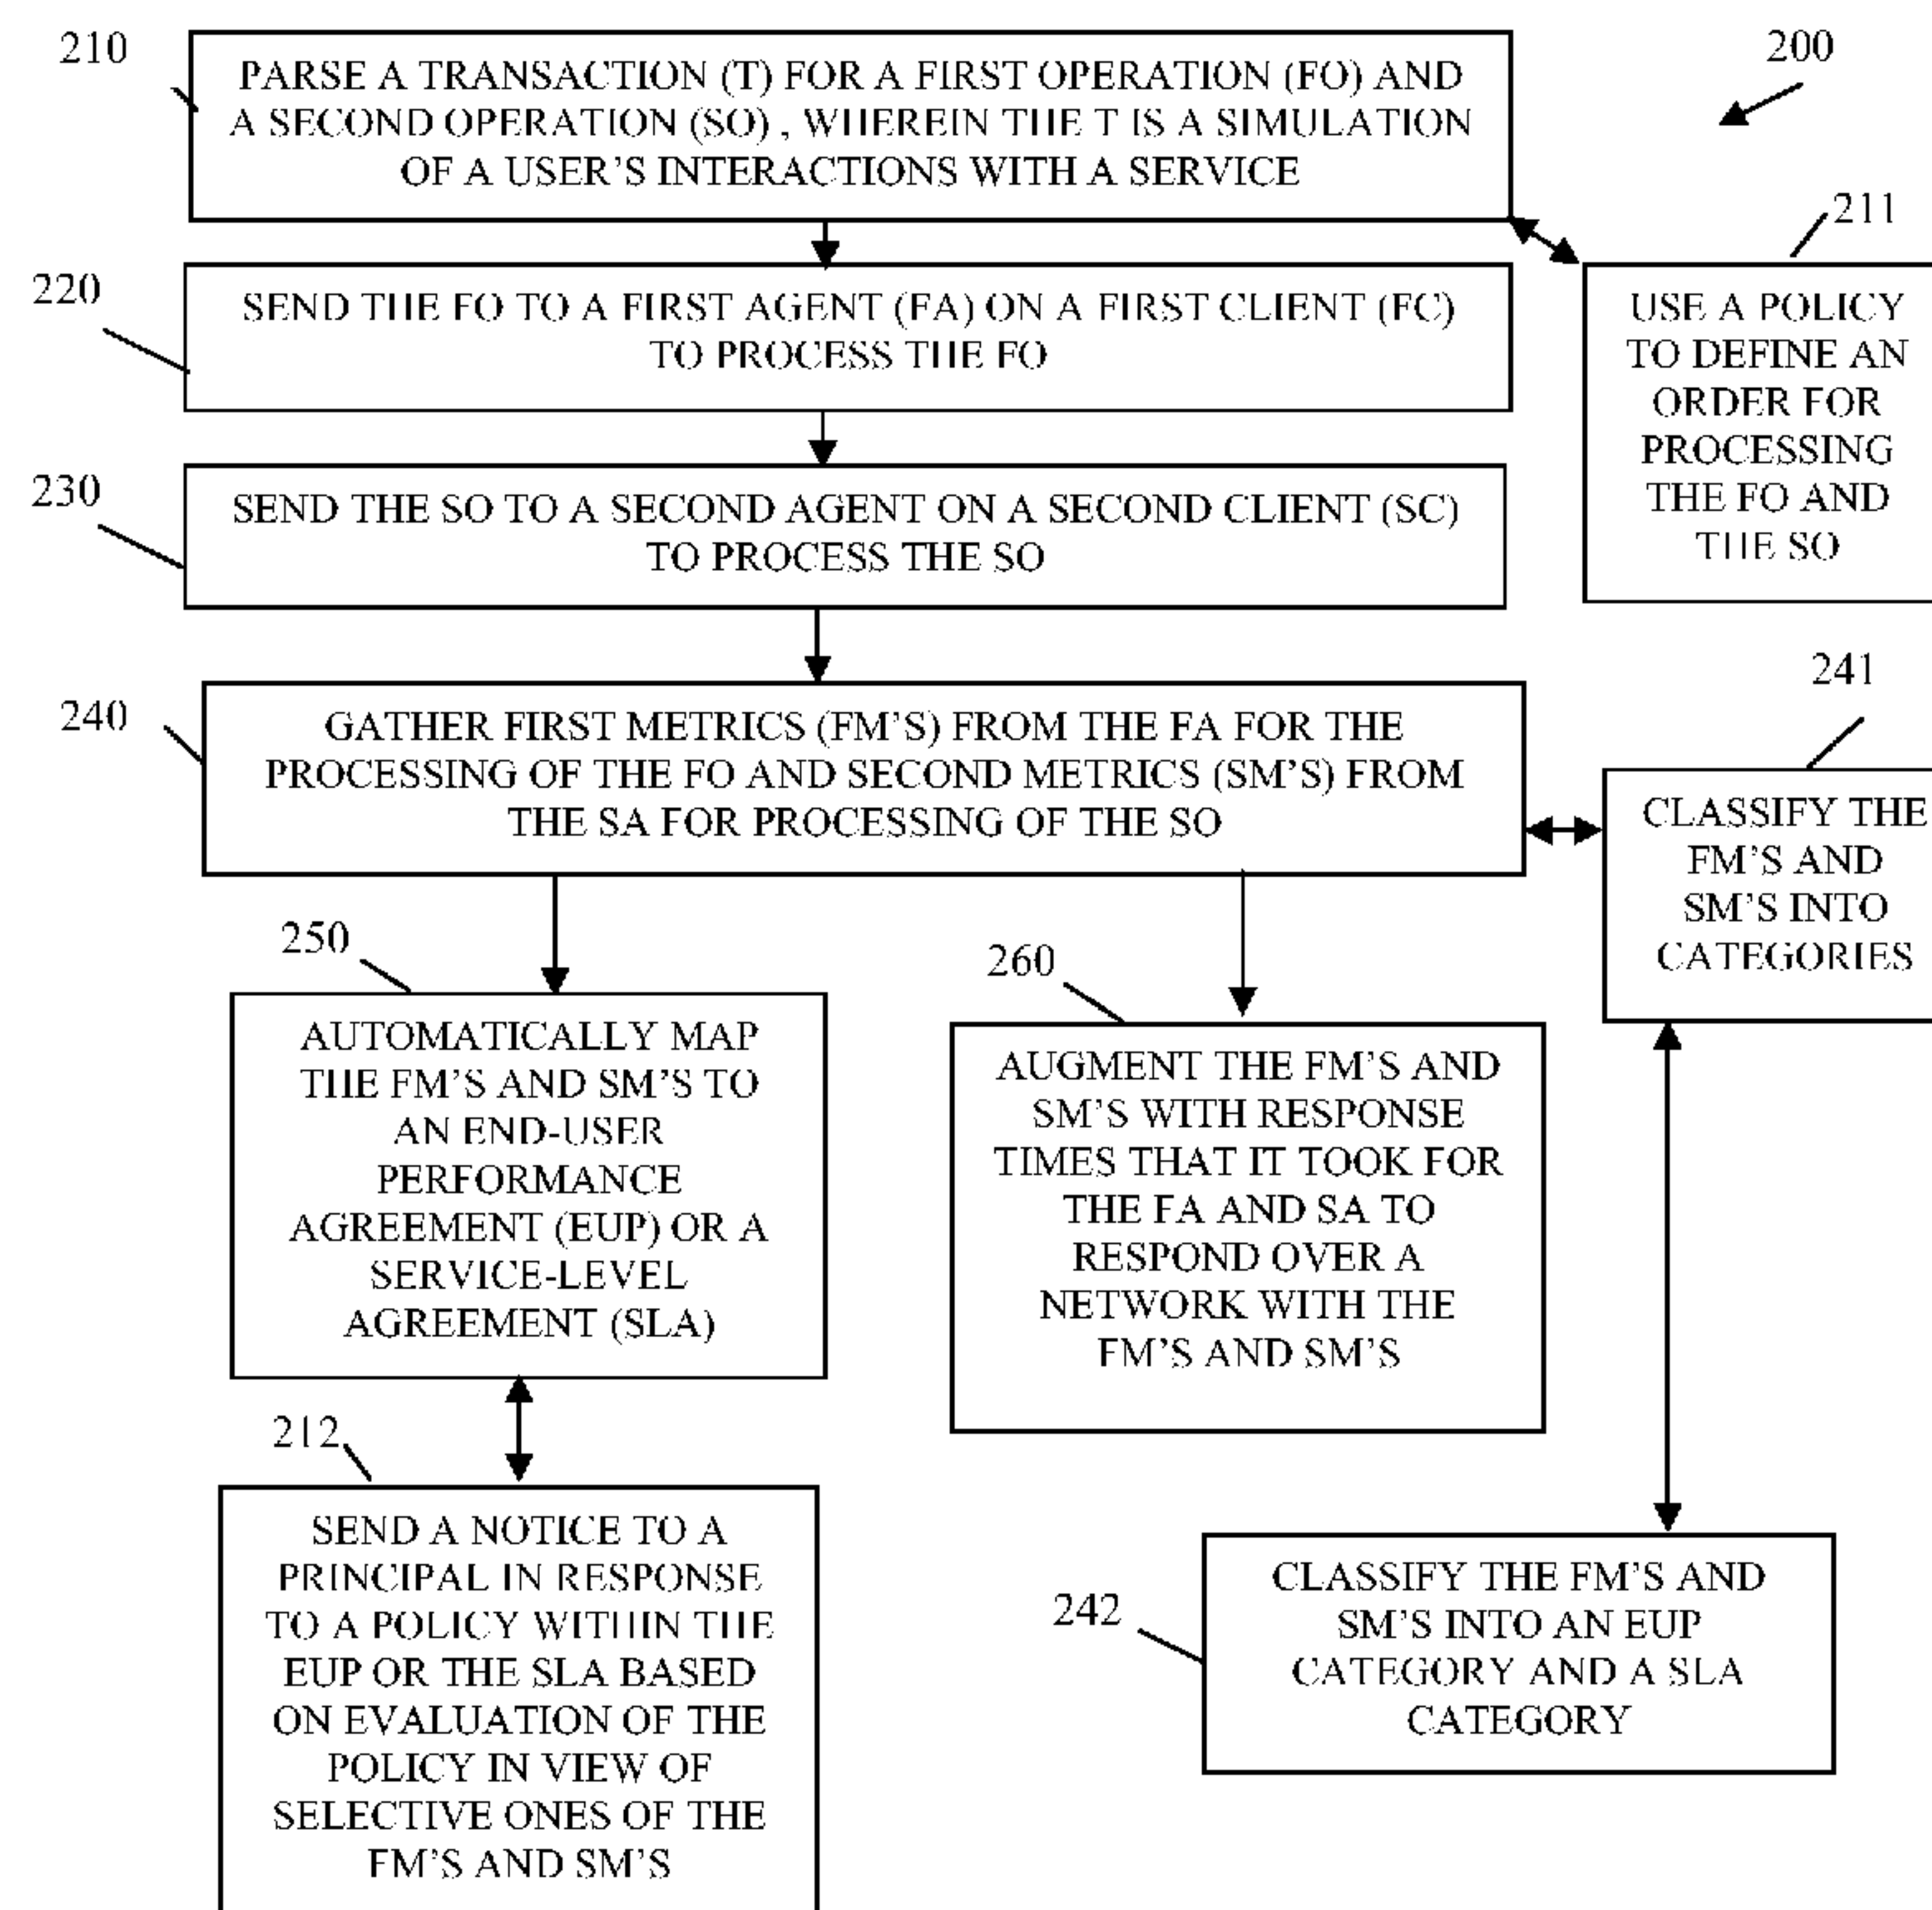 210
PARSE A TRANSACTION (T) FOR A FIRST OPERATION (FO) AND
A SECOND OPERATION (SO) , WHEREIN THE T IS A SIMULATION
OF A USER'S INTERACTIONS WITH A SERVICE
200
211
USE A POLICY
TO DEFINE AN
ORDER FOR
PROCESSING
THE FO AND
THE SO
220
SEND THE FO TO A FIRST AGENT (FA) ON A FIRST CLIENT (FC)
TO PROCESS THE FO
230
SEND THE SO TO A SECOND AGENT ON A SECOND CLIENT (SC)
TO PROCESS THE SO
240
GATHER FIRST METRICS (FM'S) FROM THE FA FOR THE
PROCESSING OF THE FO AND SECOND METRICS (SM'S) FROM
THE SA FOR PROCESSING OF THE SO
241
CLASSIFY THE
FM'S AND
SM'S INTO
CATEGORIES
250
AUTOMATICALLY MAP
THE FM'S AND SM'S TO
AN END-USER
PERFORMANCE
AGREEMENT (EUP) OR A
SERVICE-LEVEL
AGREEMENT (SLA)
260
AUGMENT THE FM'S AND
SM'S WITH RESPONSE
TIMES THAT IT TOOK FOR
THE FA AND SA TO
RESPOND OVER A
NETWORK WITH THE
FM'S AND SM'S
212
SEND A NOTICE TO A
PRINCIPAL IN RESPONSE
TO A POLICY WITHIN THE
EUP OR THE SLA BASED
ON EVALUATION OF THE
POLICY IN VIEW OF
SELECTIVE ONES OF THE
FM'S AND SM'S
242
CLASSIFY THE FM'S AND
SM'S INTO AN EUP
CATEGORY AND A SLA
CATEGORY